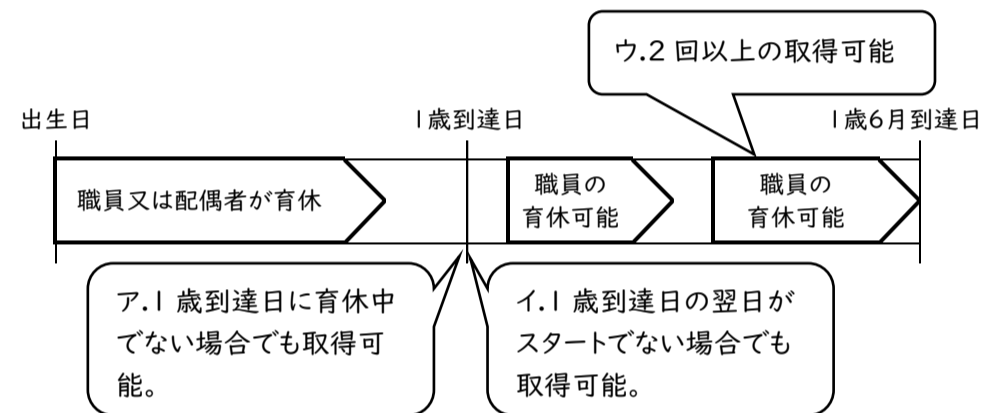 ウ.2 回以上の取得可能
出生日
1歳到達日
1歳6月到達日
職員又は配偶者が育休
職員の
育休可能
職員の
育休可能
ア.1 歳到達日に育休中
でない場合でも取得可
能。
イ.1 歳到達日の翌日が
スタートでない場合でも
取得可能。